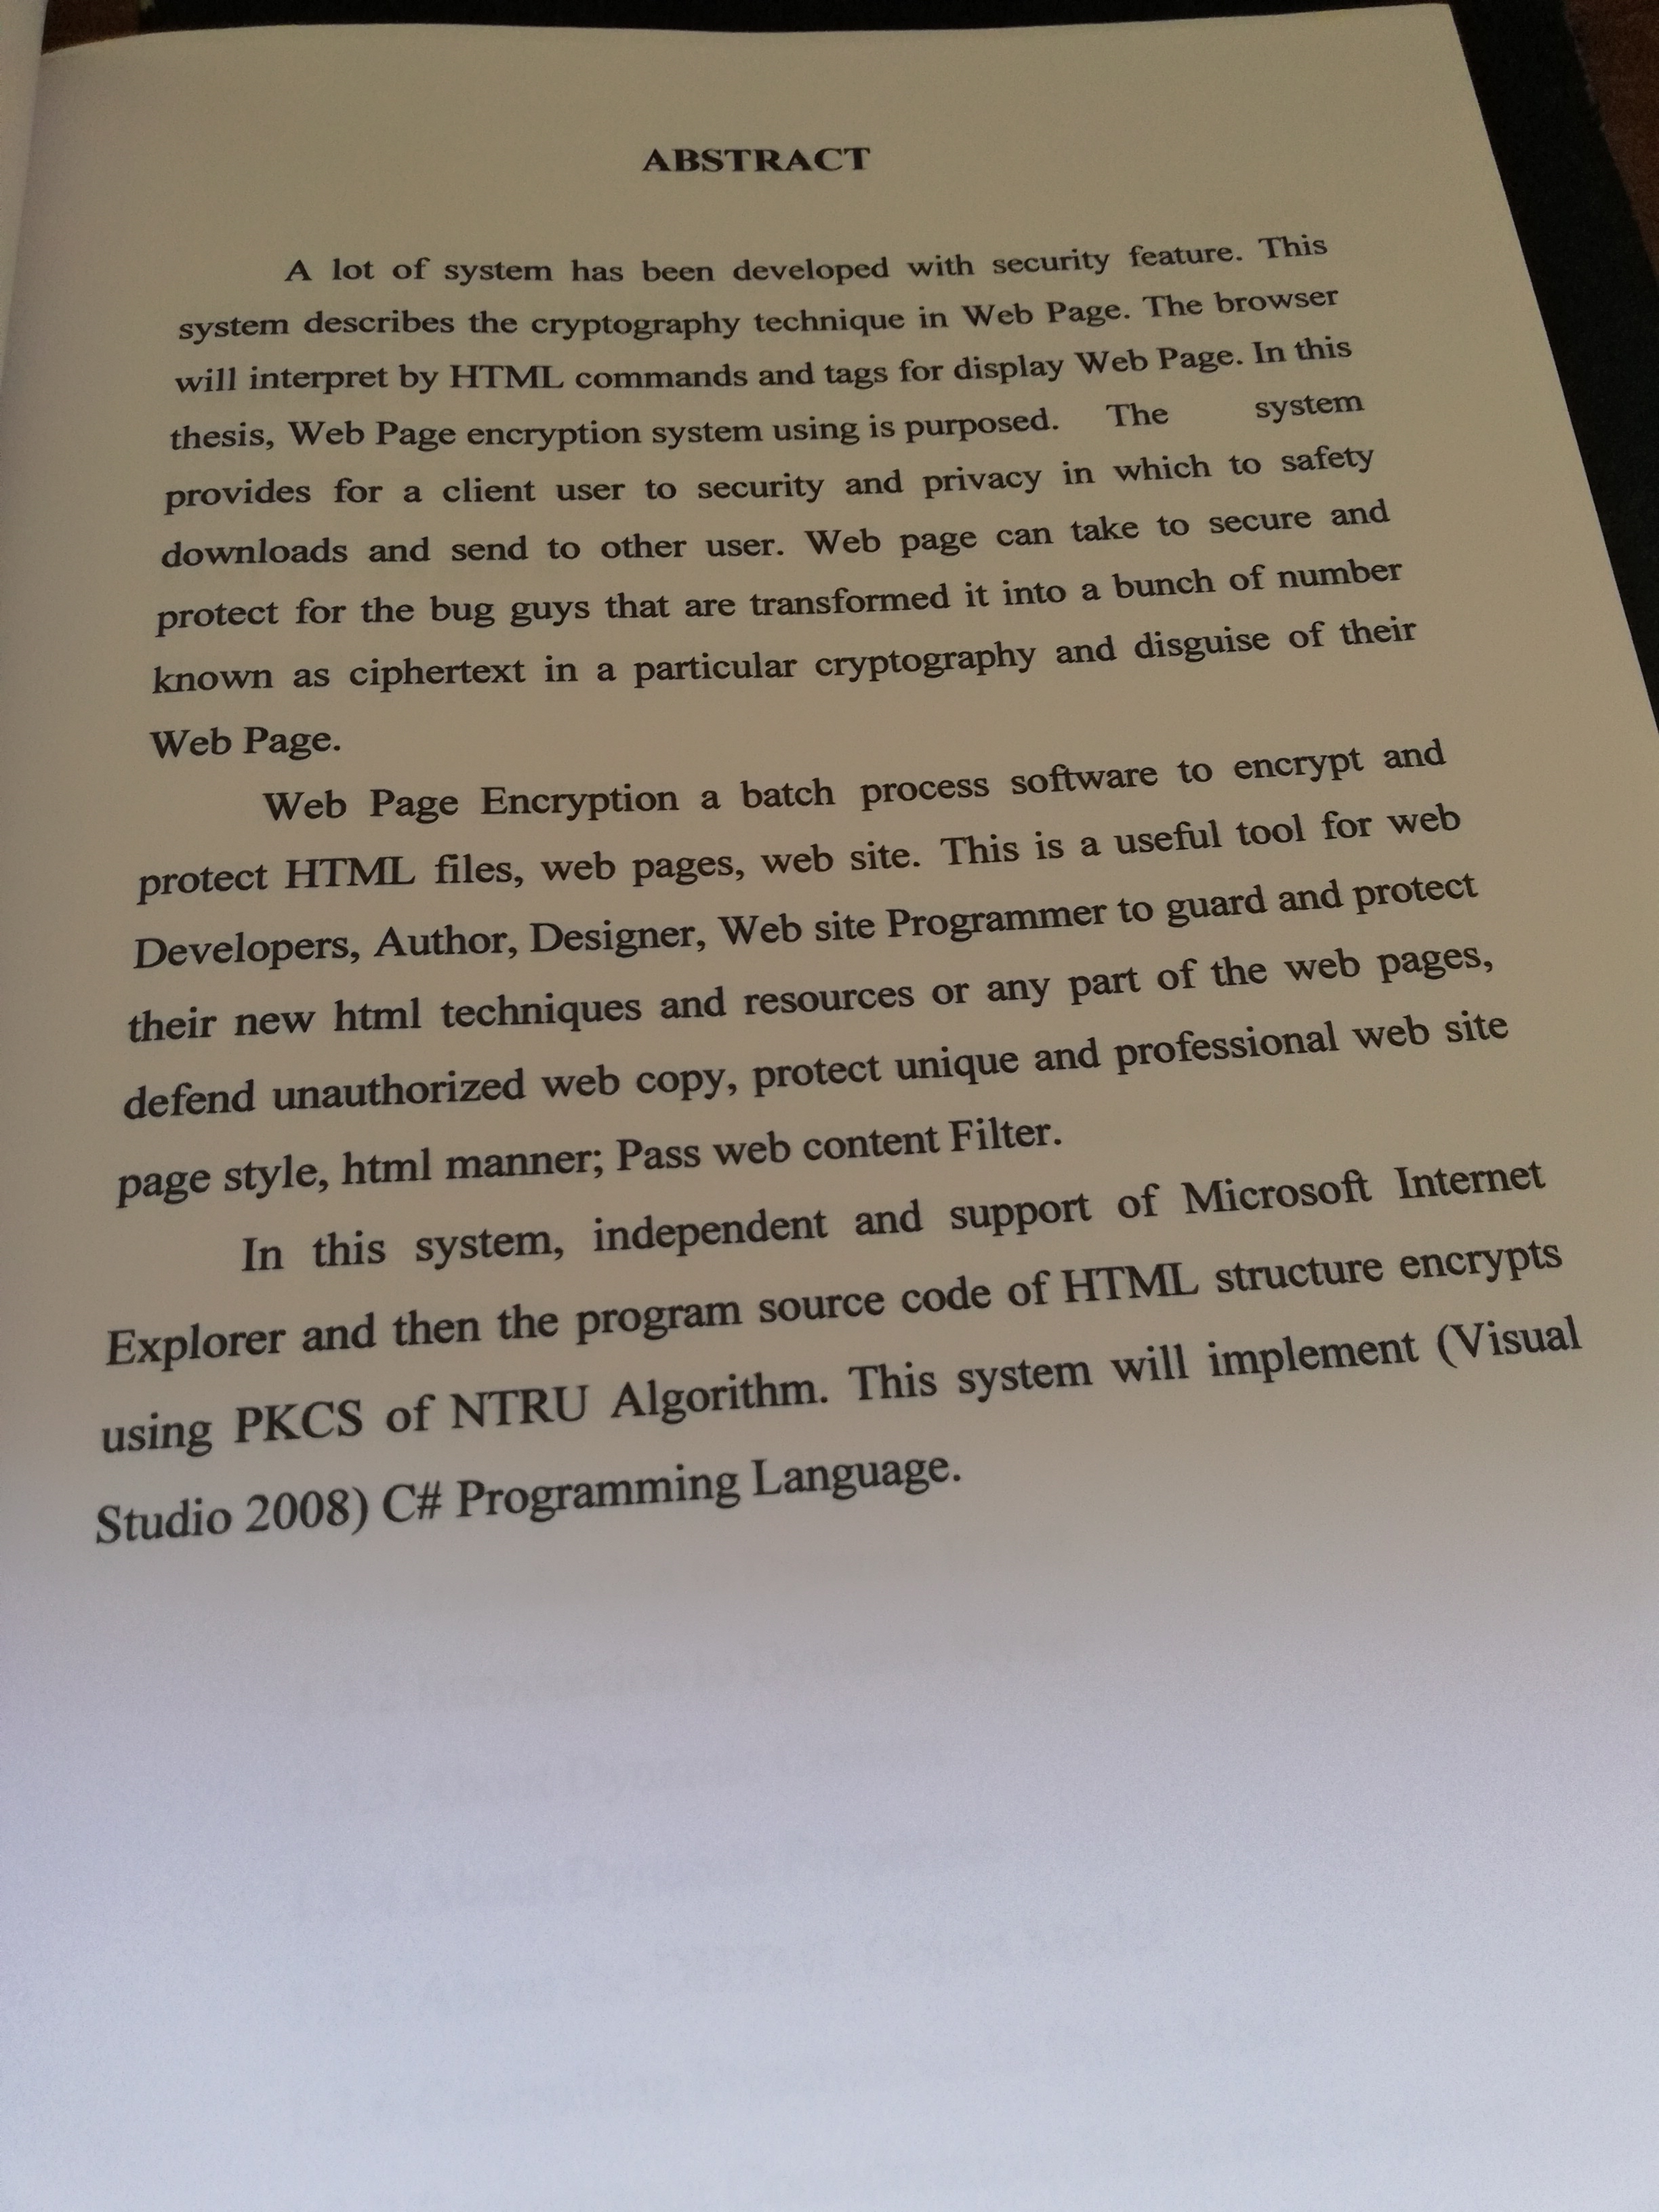 ABSTRACT
A lot of system has been developed with security feature. This
system describes the cryptography technique in Web Page. The browser
will interpret by HTML commands and tags for display Web Page. In this
thesis, Web Page encryption system using is purposed. The system
provides for a client user to security and privacy in which to safety
downloads and send to other user. Web page can take to secure and
protect for the bug guys that are transformed it into a bunch of number
known as ciphertext in a particular cryptography and disguise of their
Web Page.
Web Page Encryption a batch process software to encrypt and
protect HTML files, web pages, web site. This is a useful tool for web
Developers, Author, Designer, Web site Programmer to guard and protect
their new html techniques and resources or any part of the web pages,
defend unauthorized web copy, protect unique and professional web site
page style, html manner; Pass web content Filter.
In this system, independent and support of Microsoft Internet
Explorer and then the program source code of HTML structure encrypts
using PKCS of NTRU Algorithm. This system will implement (Visual
Studio 2008) C# Programming Language.